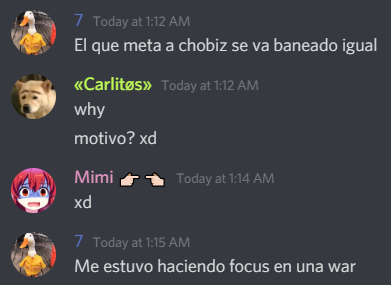 7 Today at 1:12 AM
El que meta a chobiz se va baneado igual
«Carlitøs» Today at 1:12 AM
why
motivo? xd
Mimi 👉🏻 👈🏻 Today at 1:14 AM
xd
7 Today at 1:15 AM
Me estuvo haciendo focus en una war